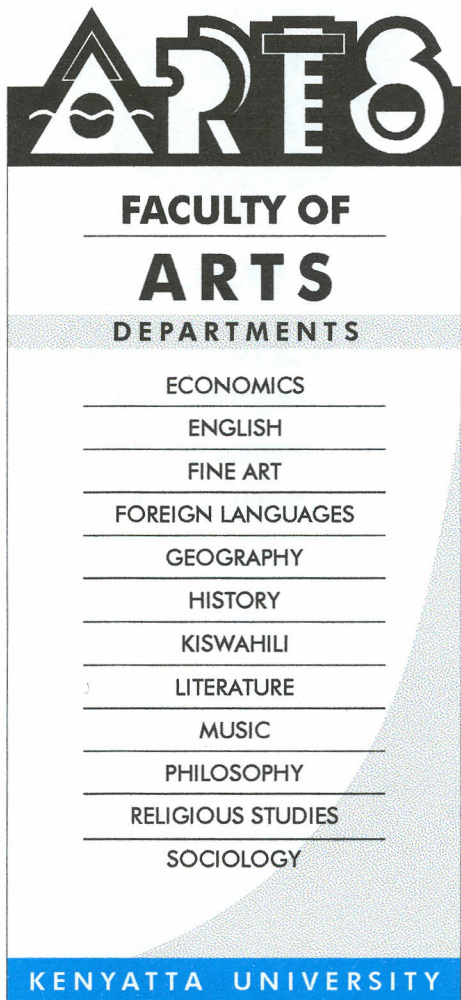 ARTS
FACULTY OF
ARTS
DEPARTMENTS
ECONOMICS
ENGLISH
FINE ART
FOREIGN LANGUAGES
GEOGRAPHY
HISTORY
KISWAHILI
LITERATURE
MUSIC
PHILOSOPHY
RELIGIOUS STUDIES
SOCIOLOGY
KENYATTA UNIVERSITY